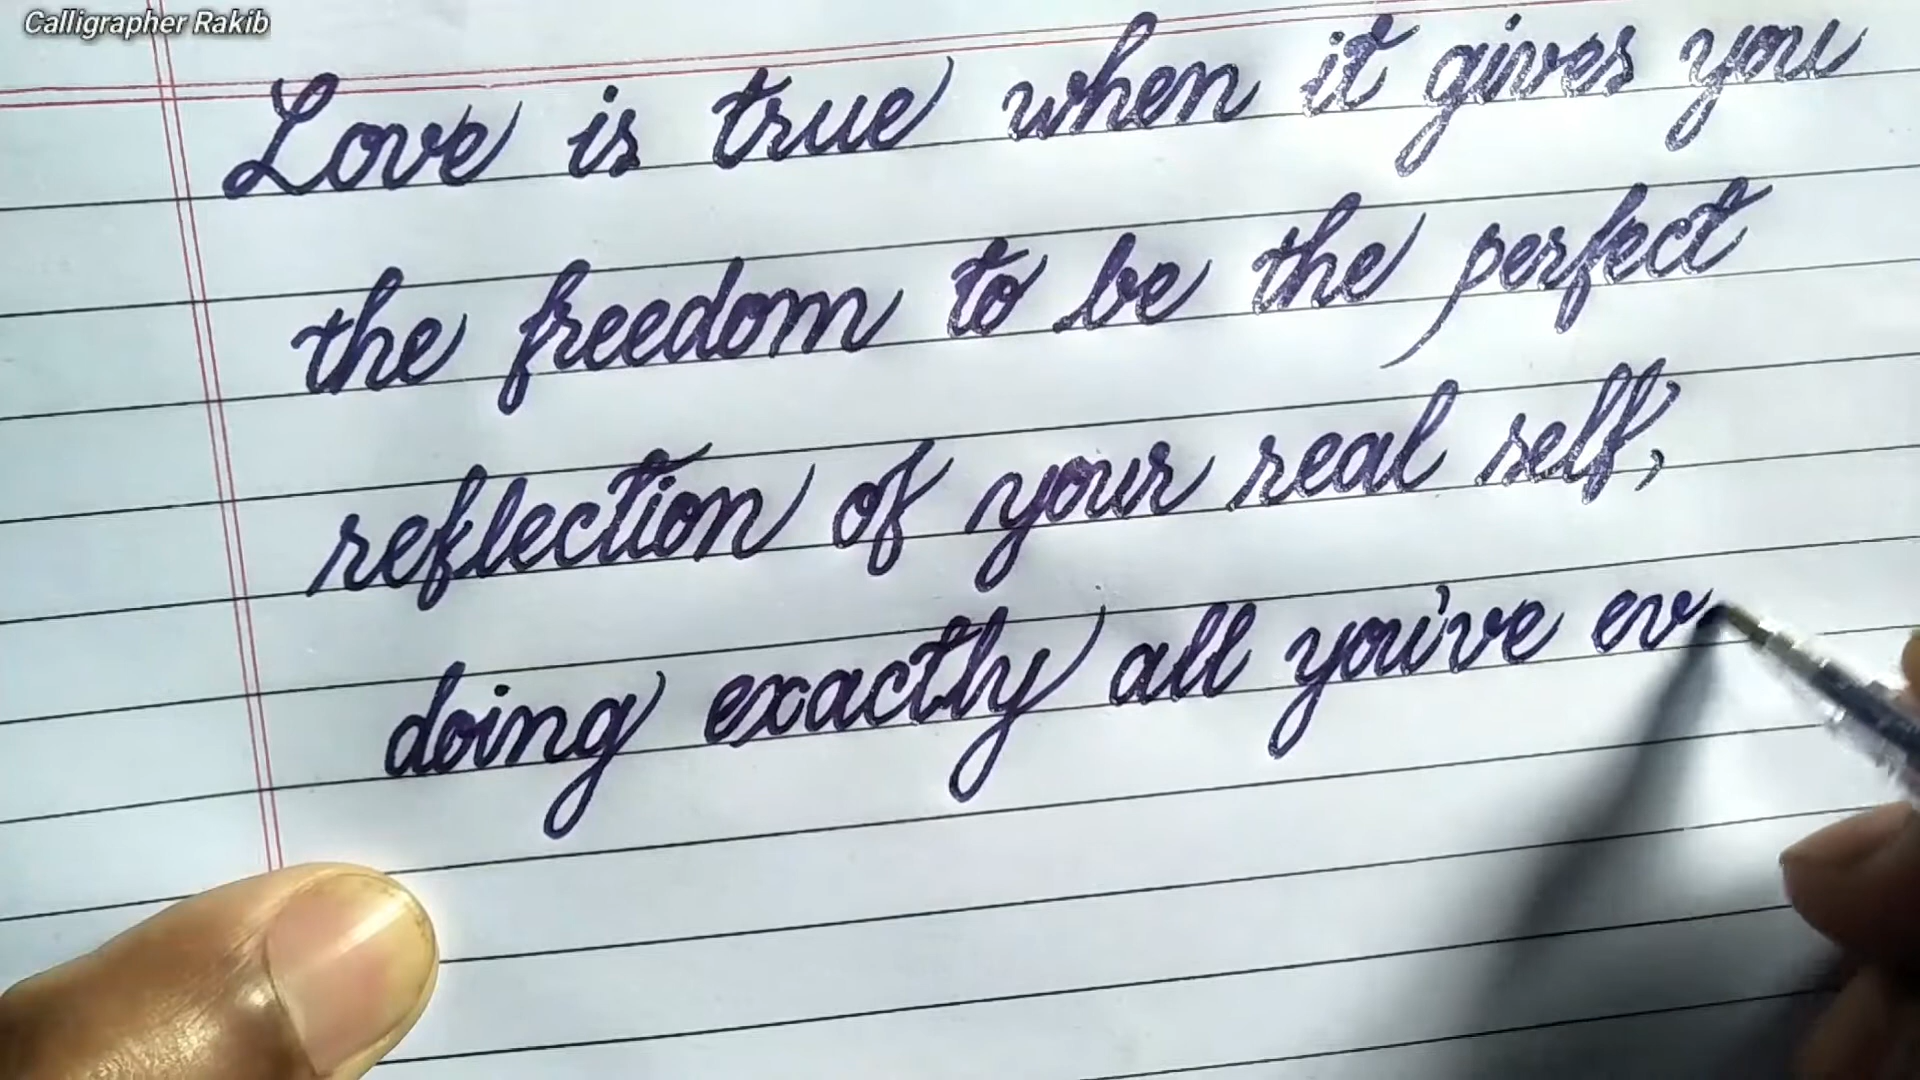 Calligrapher Rakib
Love is true when it gives you
the freedom to be the perfect
reflection of your real self,
doing exactly all you've ev